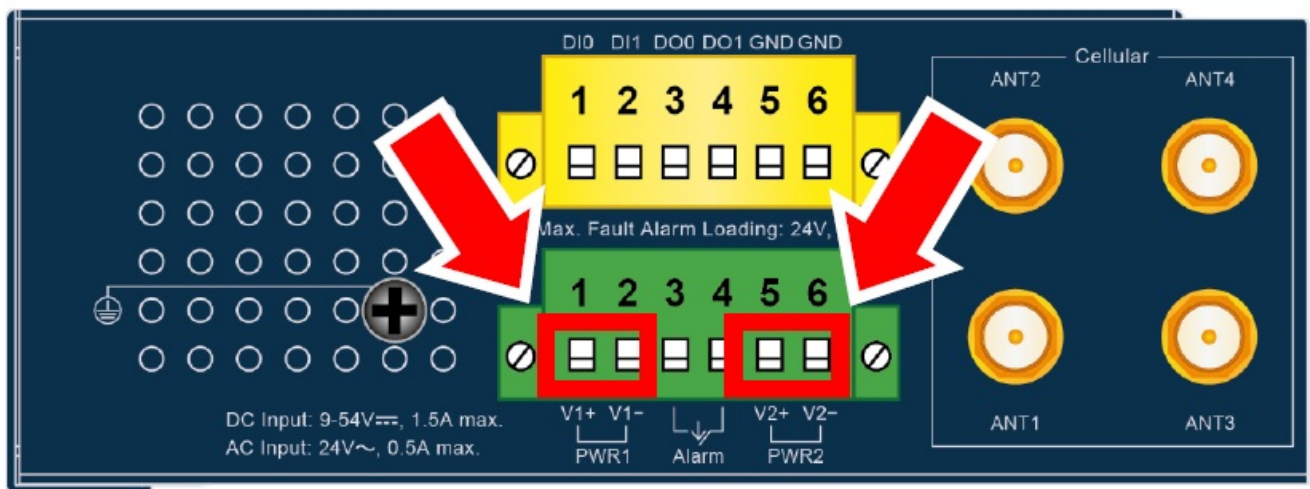 DI0 DI1 DO0 DO1 GND GND
1 2 3 4 5 6
Max. Fault Alarm Loading: 24V,
1 2 3 4 5 6
V1+ V1− V2+ V2−
PWR1 Alarm PWR2
DC Input: 9-54V⎓, 1.5A max.
AC Input: 24V～, 0.5A max.
Cellular
ANT2 ANT4
ANT1 ANT3